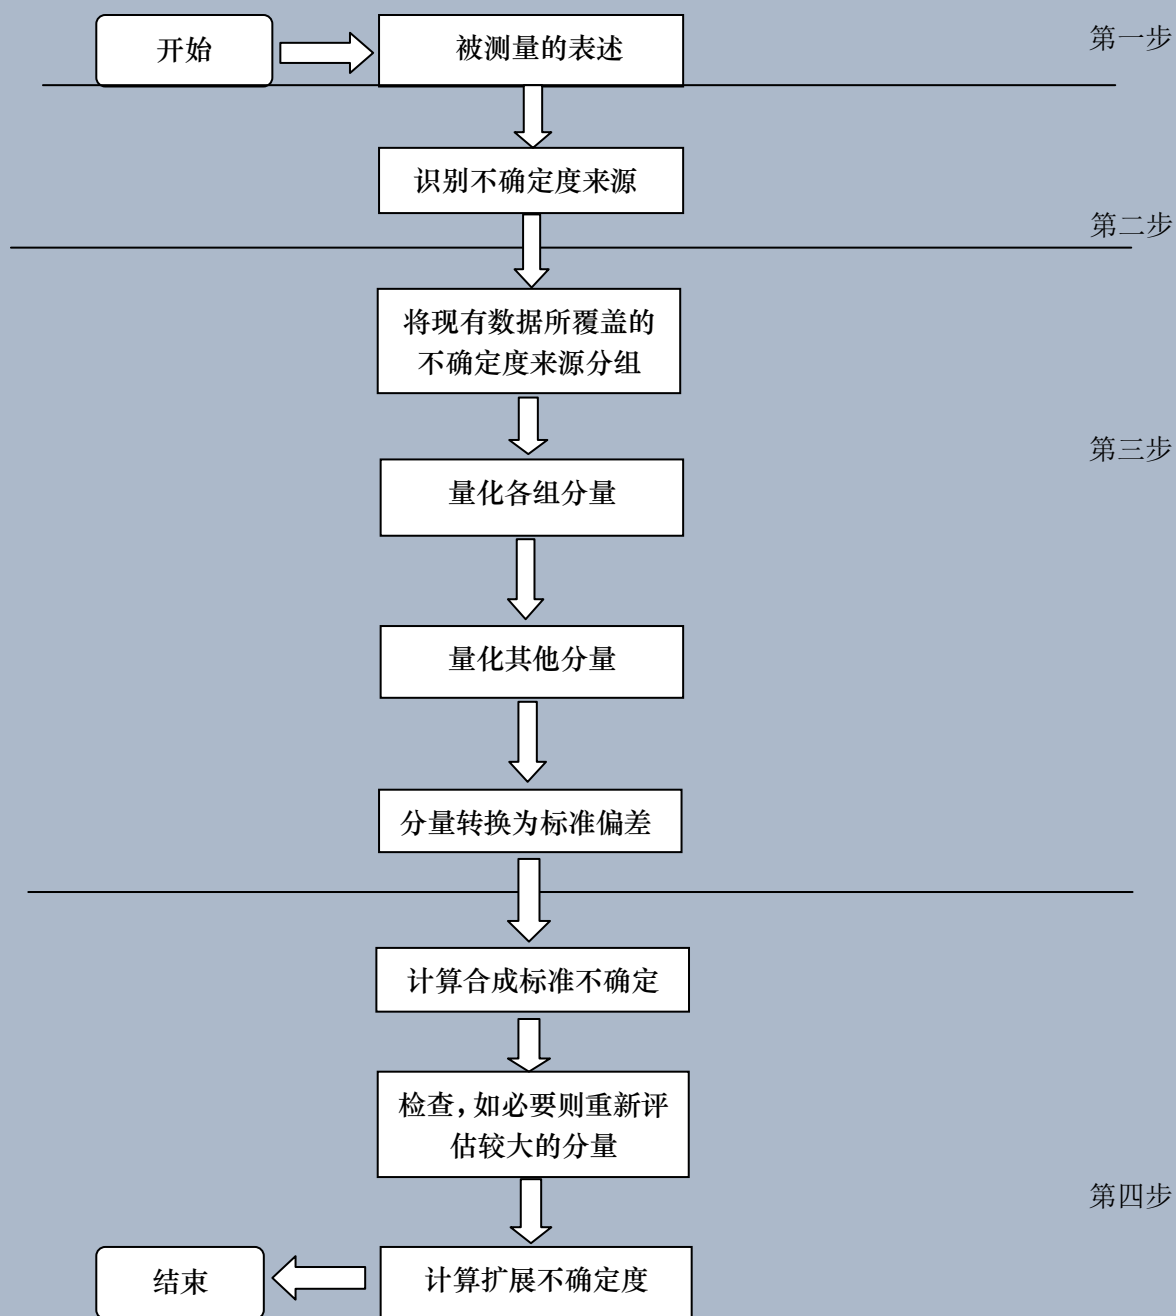 开始
被测量的表述
第一步
识别不确定度来源
第二步
将现有数据所覆盖的
不确定度来源分组
第三步
量化各组分量
量化其他分量
分量转换为标准偏差
计算合成标准不确定
检查,如必要则重新评
估较大的分量
第四步
计算扩展不确定度
结束